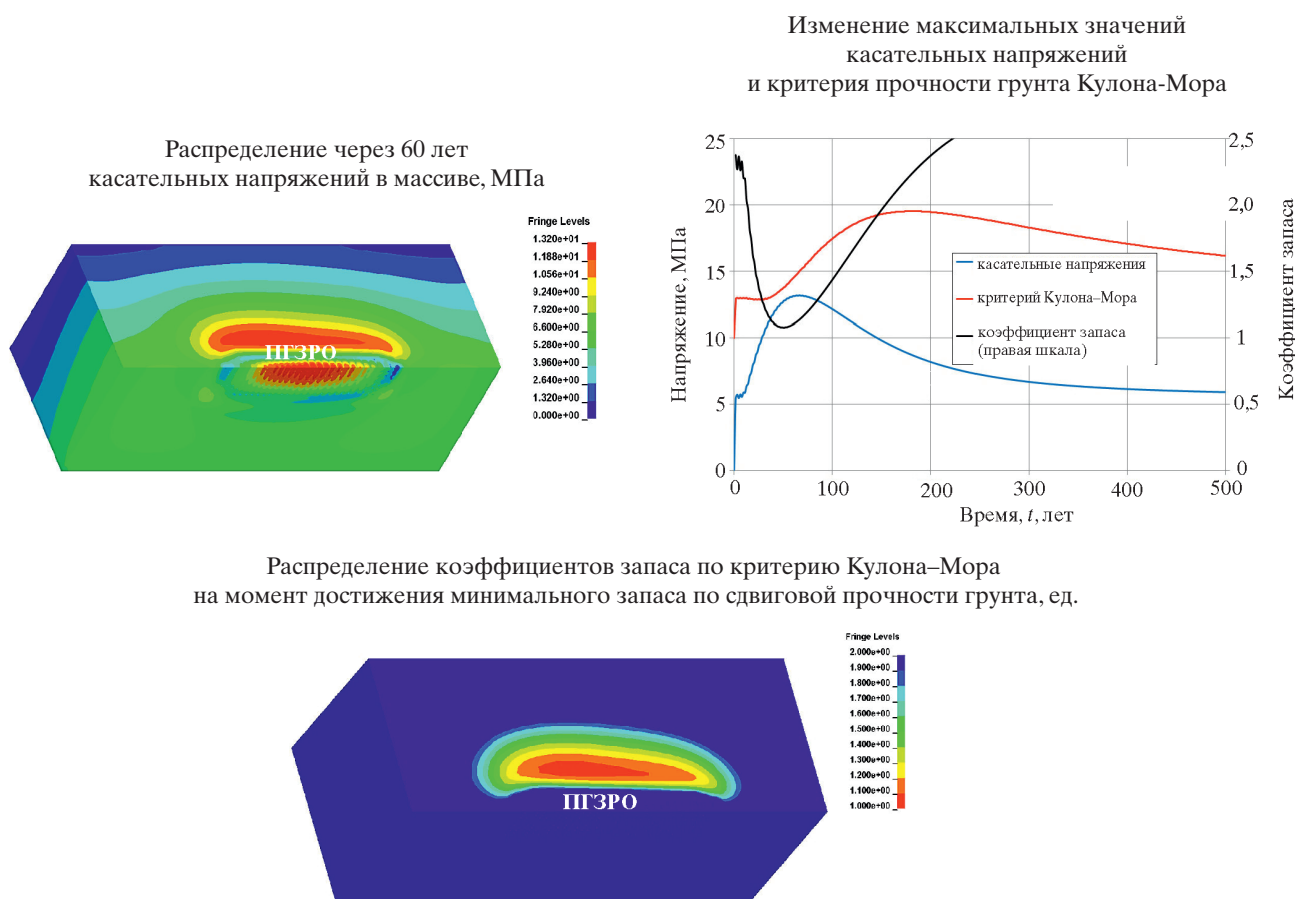 Распределение через 60 лет
касательных напряжений в массиве, МПа
Fringe Levels
1.320e+01
1.188e+01
1.056e+01
9.240e+00
7.920e+00
6.600e+00
5.280e+00
3.960e+00
2.640e+00
1.320e+00
0.000e+00
ПГЗРО
Изменение максимальных значений
касательных напряжений
и критерия прочности грунта Кулона-Мора
Напряжение, МПа
25
20
15
10
5
0
2,5
2,0
1,5
1
0,5
0
Коэффициент запаса
касательные напряжения
критерий Кулона–Мора
коэффициент запаса
(правая шкала)
0 100 200 300 400 500
Время, t, лет
Распределение коэффициентов запаса по критерию Кулона–Мора
на момент достижения минимального запаса по сдвиговой прочности грунта, ед.
Fringe Levels
2.000e+00
1.900e+00
1.800e+00
1.700e+00
1.600e+00
1.500e+00
1.400e+00
1.300e+00
1.200e+00
1.100e+00
1.000e+00
ПГЗРО